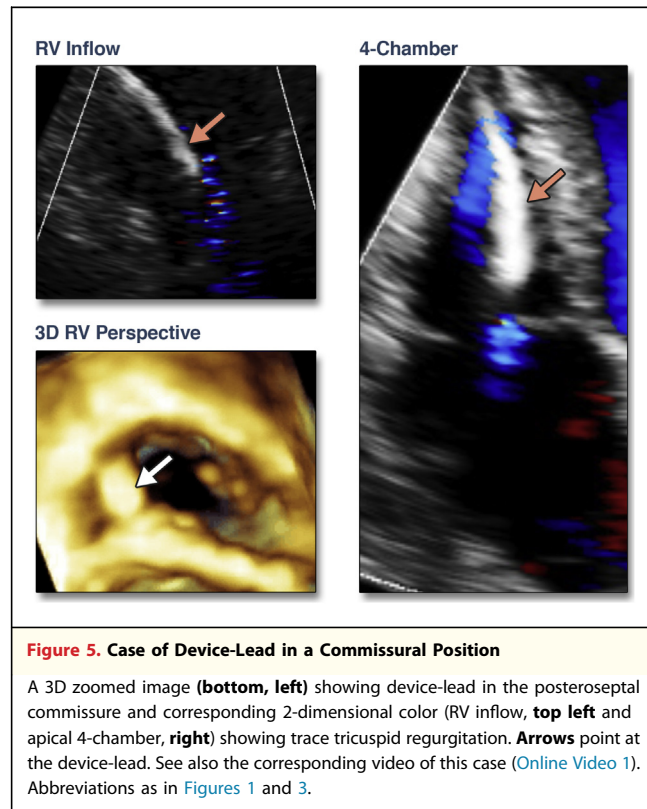 RV Inflow
4-Chamber
3D RV Perspective
Figure 5. Case of Device-Lead in a Commissural Position
A 3D zoomed image (bottom, left) showing device-lead in the posteroseptal
commissure and corresponding 2-dimensional color (RV inflow, top left and
apical 4-chamber, right) showing trace tricuspid regurgitation. Arrows point at
the device-lead. See also the corresponding video of this case (Online Video 1).
Abbreviations as in Figures 1 and 3.